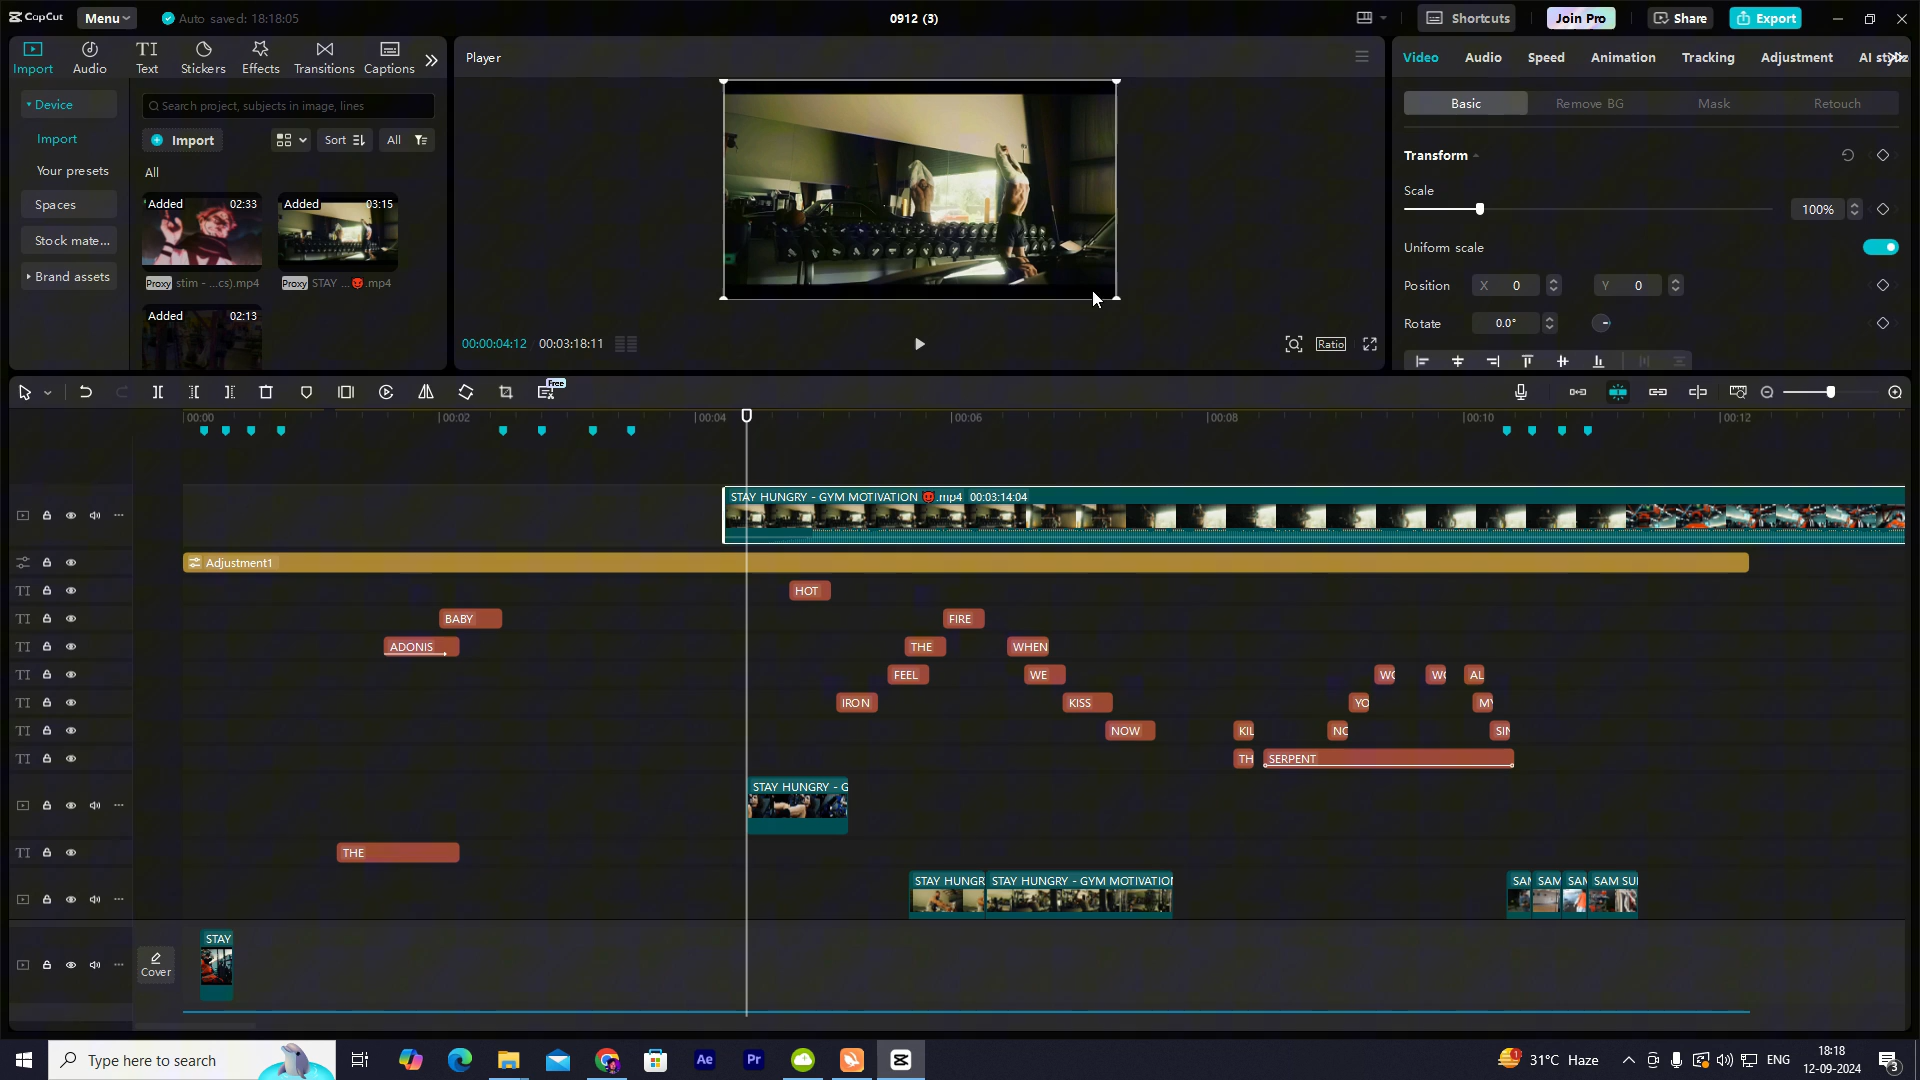 CapCut Menu Auto saved: 18:18:05 0912 (3) Shortcuts Join Pro Share Export
Import Audio Text Stickers Effects Transitions Captions
Player
Video Audio Speed Animation Tracking Adjustment
Device Search project, subjects in image, lines
Basic Remove BG Mask Retouch
Import
Import Sort All
Your presets
All
Transform
Spaces
Added 02:33 Added 03:15
Scale
100%
Stock mate...
Uniform scale
Brand assets
Proxy stim - ...cs).mp4 Proxy STAY ...😈.mp4
Position X 0 Y 0
Added 02:13
Rotate 0.0°
00:00:04:12 00:03:18:11 Ratio
Free
00:00 00:02 00:04 00:06 00:08 00:10 00:12
STAY HUNGRY - GYM MOTIVATION 😈.mp4 00:03:14:04
Adjustment1
HOT
BABY FIRE
ADONIS THE WHEN
FEEL WE WO WO AL
IRON KISS YO MY
NOW KIL NO SIN
TH SERPENT
STAY HUNGRY - G
THE
STAY HUNGR STAY HUNGRY - GYM MOTIVATION SAM SAM SAM SAM SU
STAY
Cover
Type here to search Ae Pr 31°C Haze ENG 18:18
12-09-2024 3